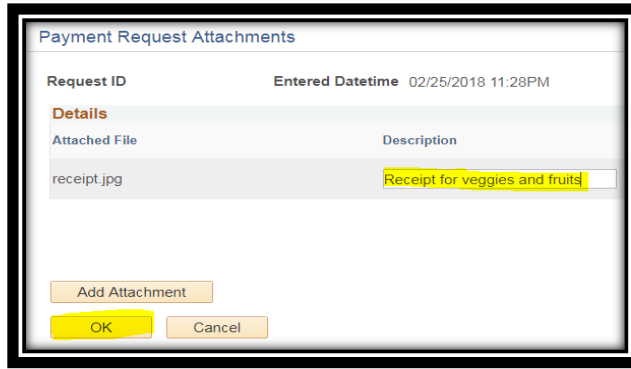 Payment Request Attachments
Request ID Entered Datetime 02/25/2018 11:28PM
Details
Attached File Description
receipt.jpg Receipt for veggies and fruits
Add Attachment
OK Cancel